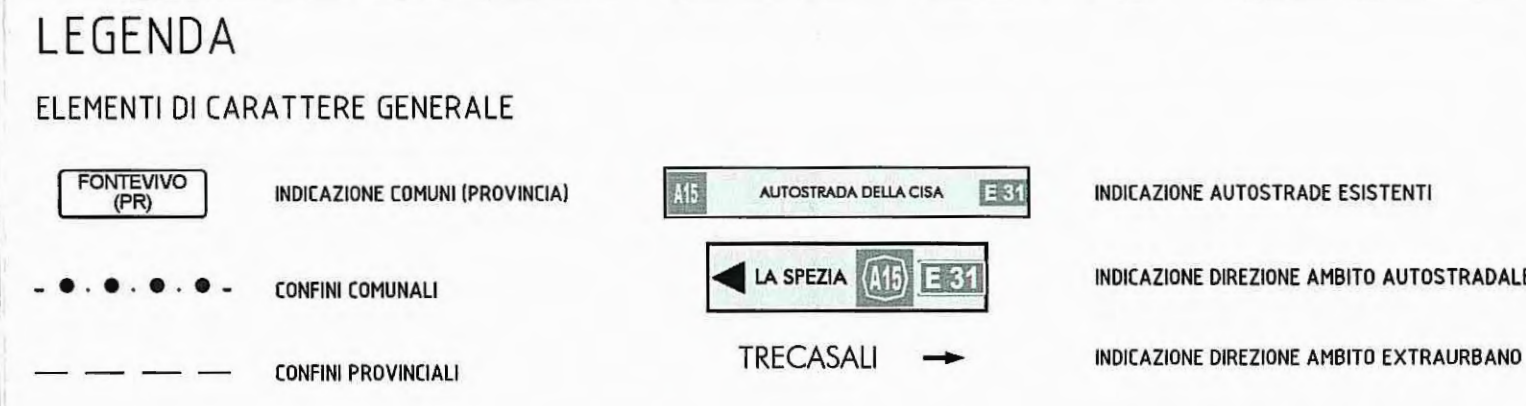 LEGENDA
ELEMENTI DI CARATTERE GENERALE
FONTEVIVO
(PR)
INDICAZIONE COMUNI (PROVINCIA)
CONFINI COMUNALI
CONFINI PROVINCIALI
A15 AUTOSTRADA DELLA CISA E 31
INDICAZIONE AUTOSTRADE ESISTENTI
LA SPEZIA A15 E 31
INDICAZIONE DIREZIONE AMBITO AUTOSTRADALE
TRECASALI →
INDICAZIONE DIREZIONE AMBITO EXTRAURBANO